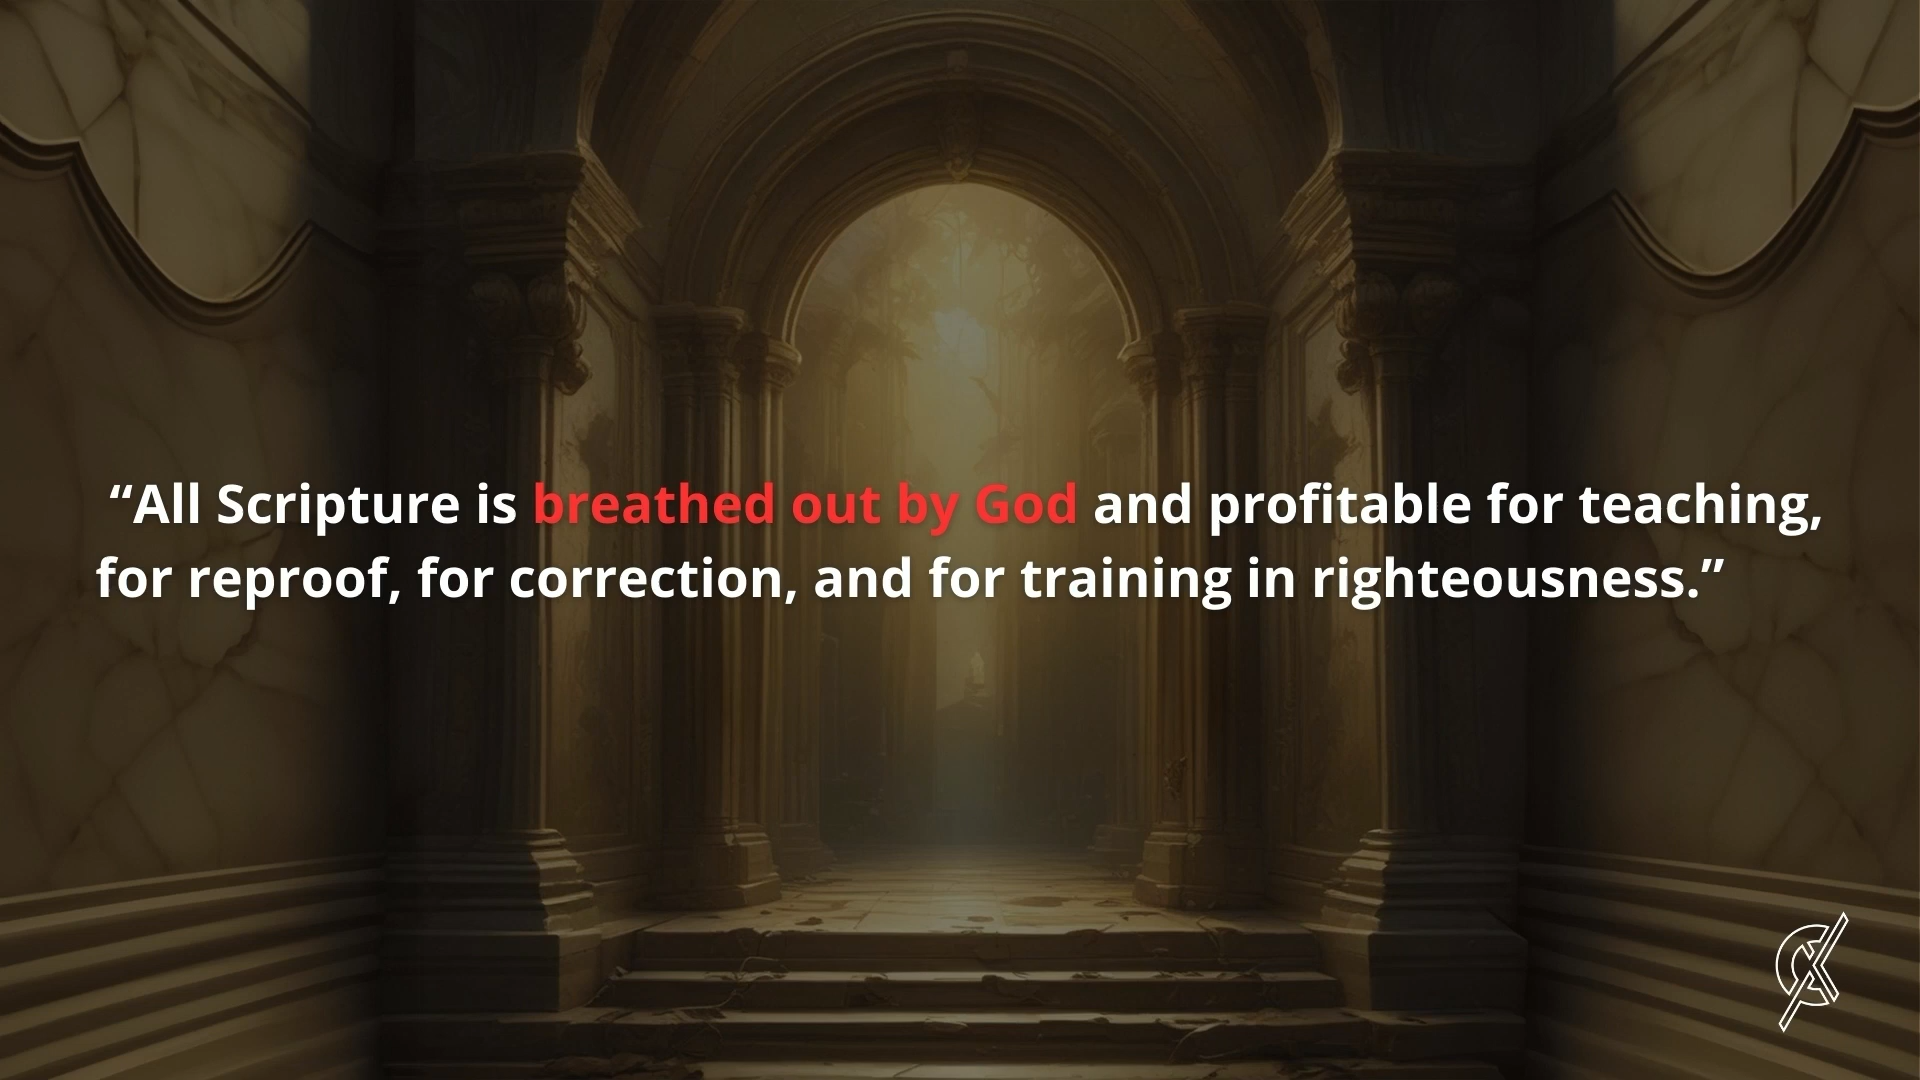 “All Scripture is breathed out by God and profitable for teaching,
for reproof, for correction, and for training in righteousness.”